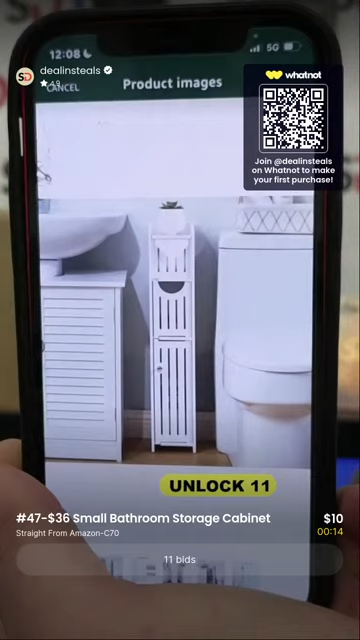 12:08
5G
dealinsteals
SD
CANCEL
Product images
whatnot
Join @dealinsteals
on Whatnot to make
your first purchase!
UNLOCK 11
#47-$36 Small Bathroom Storage Cabinet
$10
Straight From Amazon-C70
00:14
11 bids